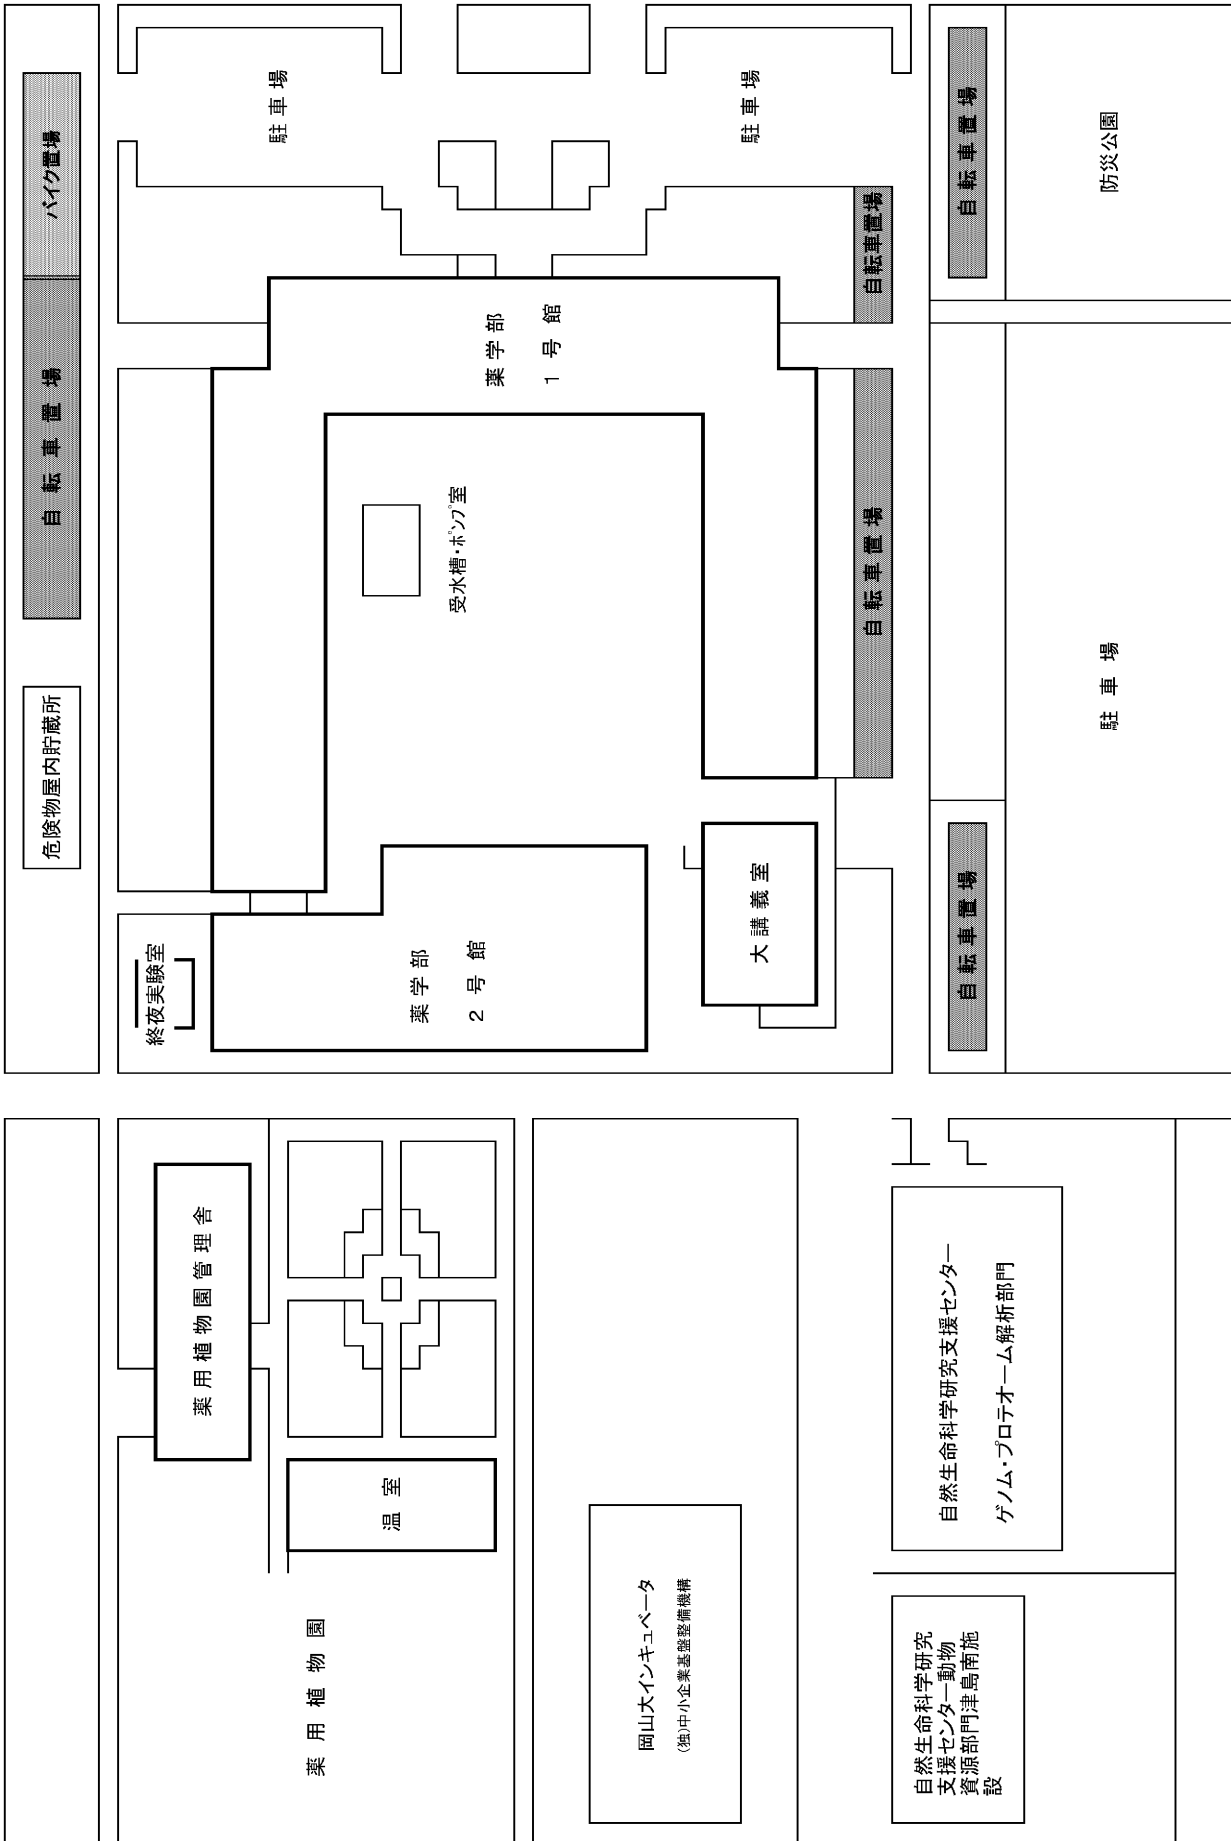 バイク置場
自転車置場
危険物屋内貯蔵所
駐車場
終夜実験室
薬用植物園管理舎
受水槽・ポンプ室
薬学部
1号館
薬学部
2号館
温室
薬用植物園
駐車場
自転車置場
自転車置場
大講義室
岡山大インキュベータ
(独)中小企業基盤整備機構
自転車置場
自転車置場
防災公園
駐車場
自然生命科学研究支援センター
ゲノム・プロテオーム解析部門
自然生命科学研究
支援センター動物
資源部門津島南施
設